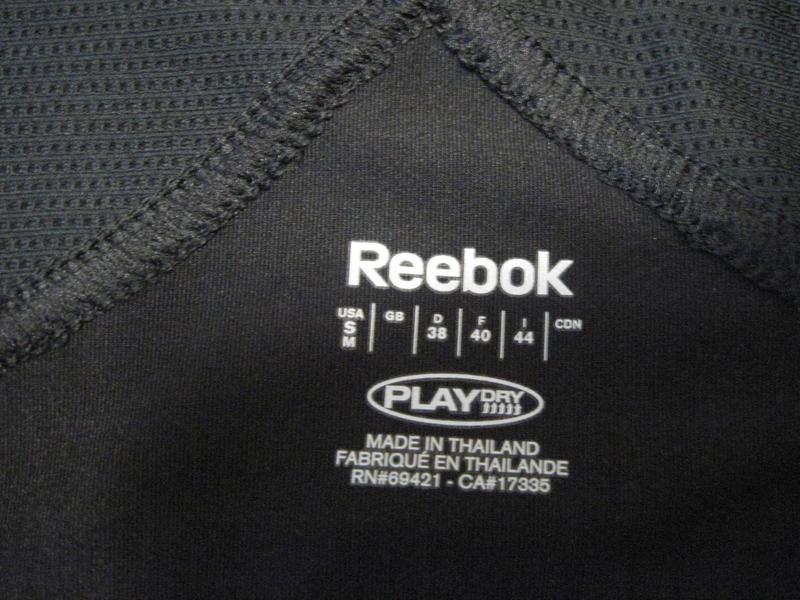 Reebok
USA GB D F I CDN
S 38 40 44
M
PLAYDRY
MADE IN THAILAND
FABRIQUÉ EN THAILANDE
RN#69421 - CA#17335